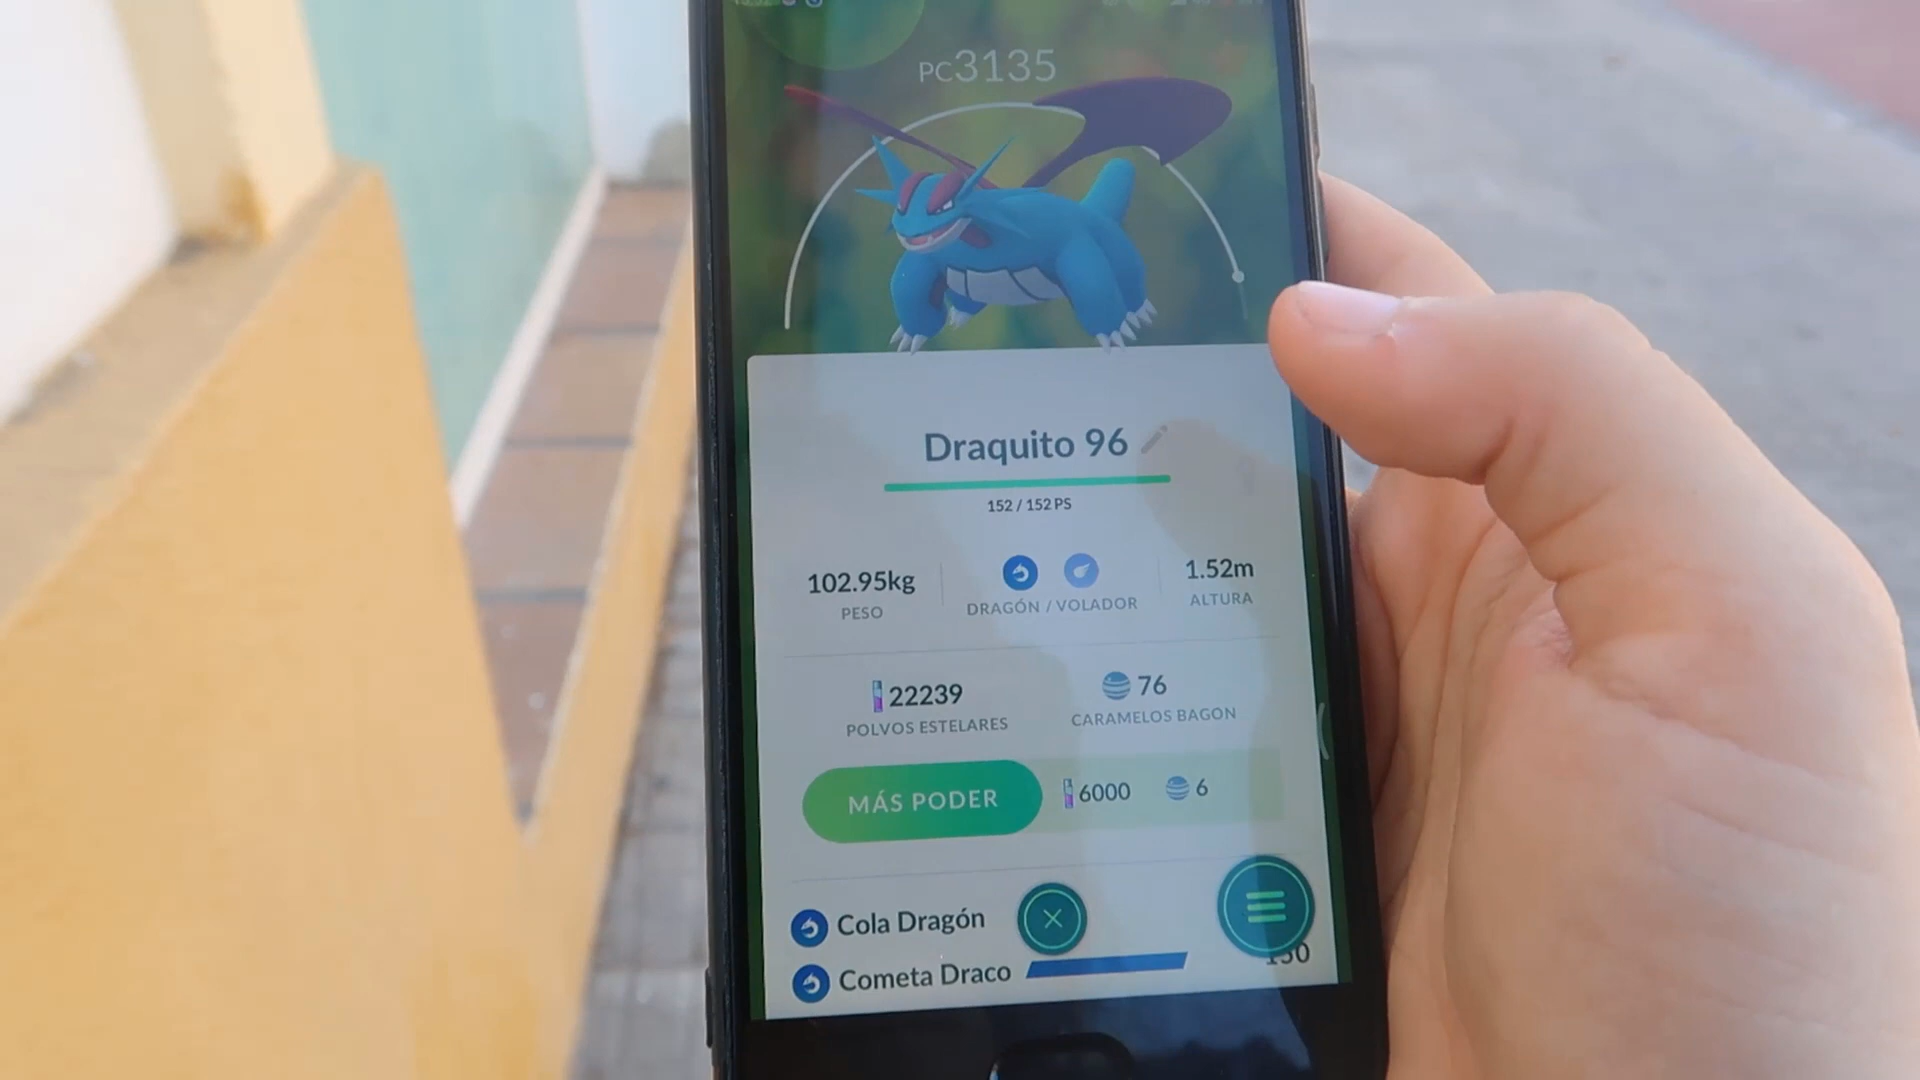 PC3135
Draquito 96
152 / 152 PS
102.95kg
PESO
DRAGÓN / VOLADOR
1.52m
ALTURA
22239
POLVOS ESTELARES
76
CARAMELOS BAGON
MÁS PODER
6000
6
Cola Dragón
Cometa Draco